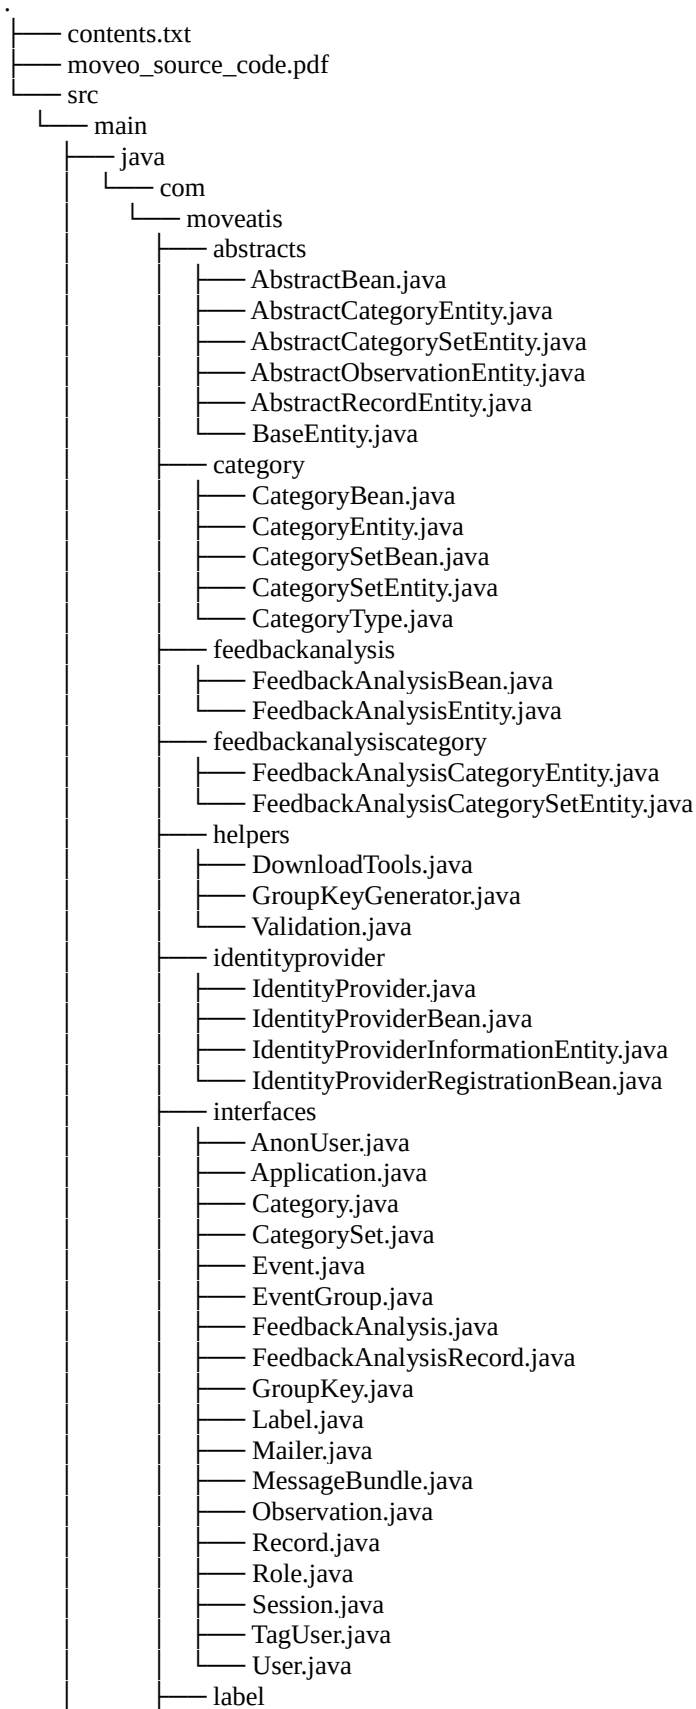 .
├── contents.txt
├── moveo_source_code.pdf
└── src
    └── main
        ├── java
        │   └── com
        │       └── moveatis
        │           ├── abstracts
        │           │   ├── AbstractBean.java
        │           │   ├── AbstractCategoryEntity.java
        │           │   ├── AbstractCategorySetEntity.java
        │           │   ├── AbstractObservationEntity.java
        │           │   ├── AbstractRecordEntity.java
        │           │   └── BaseEntity.java
        │           ├── category
        │           │   ├── CategoryBean.java
        │           │   ├── CategoryEntity.java
        │           │   ├── CategorySetBean.java
        │           │   ├── CategorySetEntity.java
        │           │   └── CategoryType.java
        │           ├── feedbackanalysis
        │           │   ├── FeedbackAnalysisBean.java
        │           │   └── FeedbackAnalysisEntity.java
        │           ├── feedbackanalysiscategory
        │           │   ├── FeedbackAnalysisCategoryEntity.java
        │           │   └── FeedbackAnalysisCategorySetEntity.java
        │           ├── helpers
        │           │   ├── DownloadTools.java
        │           │   ├── GroupKeyGenerator.java
        │           │   └── Validation.java
        │           ├── identityprovider
        │           │   ├── IdentityProvider.java
        │           │   ├── IdentityProviderBean.java
        │           │   ├── IdentityProviderInformationEntity.java
        │           │   └── IdentityProviderRegistrationBean.java
        │           ├── interfaces
        │           │   ├── AnonUser.java
        │           │   ├── Application.java
        │           │   ├── Category.java
        │           │   ├── CategorySet.java
        │           │   ├── Event.java
        │           │   ├── EventGroup.java
        │           │   ├── FeedbackAnalysis.java
        │           │   ├── FeedbackAnalysisRecord.java
        │           │   ├── GroupKey.java
        │           │   ├── Label.java
        │           │   ├── Mailer.java
        │           │   ├── MessageBundle.java
        │           │   ├── Observation.java
        │           │   ├── Record.java
        │           │   ├── Role.java
        │           │   ├── Session.java
        │           │   ├── TagUser.java
        │           │   └── User.java
        │           ├── label